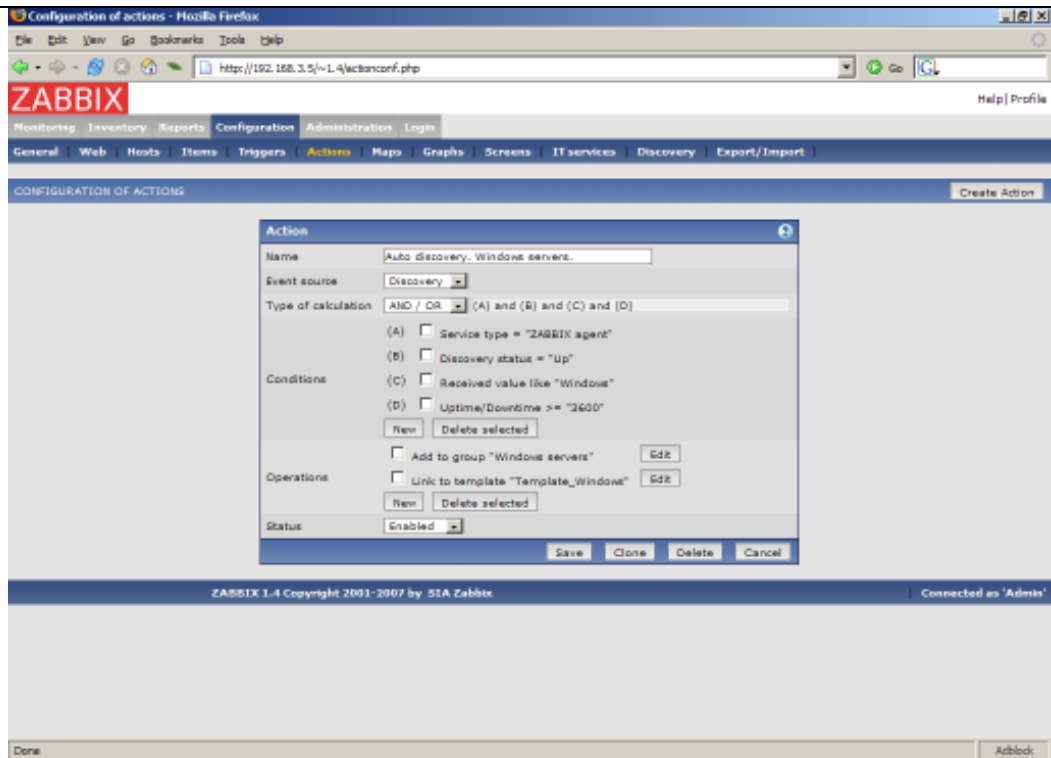 Configuration of actions - Mozilla Firefox
File Edit View Go Bookmarks Tools Help
http://192.168.3.5/~1.4/actionconf.php Go
ZABBIX Help | Profile
Monitoring Inventory Reports Configuration Administration Login
General | Web | Hosts | Items | Triggers | Actions | Maps | Graphs | Screens | IT services | Discovery | Export/Import |
CONFIGURATION OF ACTIONS Create Action
Action
Name Auto discovery. Windows servers.
Event source Discovery
Type of calculation AND / OR (A) and (B) and (C) and (D)
Conditions
(A) Service type = "ZABBIX agent"
(B) Discovery status = "Up"
(C) Received value like "Windows"
(D) Uptime/Downtime >= "3600"
New Delete selected
Operations
Add to group "Windows servers" Edit
Link to template "Template_Windows" Edit
New Delete selected
Status Enabled
Save Clone Delete Cancel
ZABBIX 1.4 Copyright 2001-2007 by SIA Zabbix | Connected as 'Admin'
Done Adblock